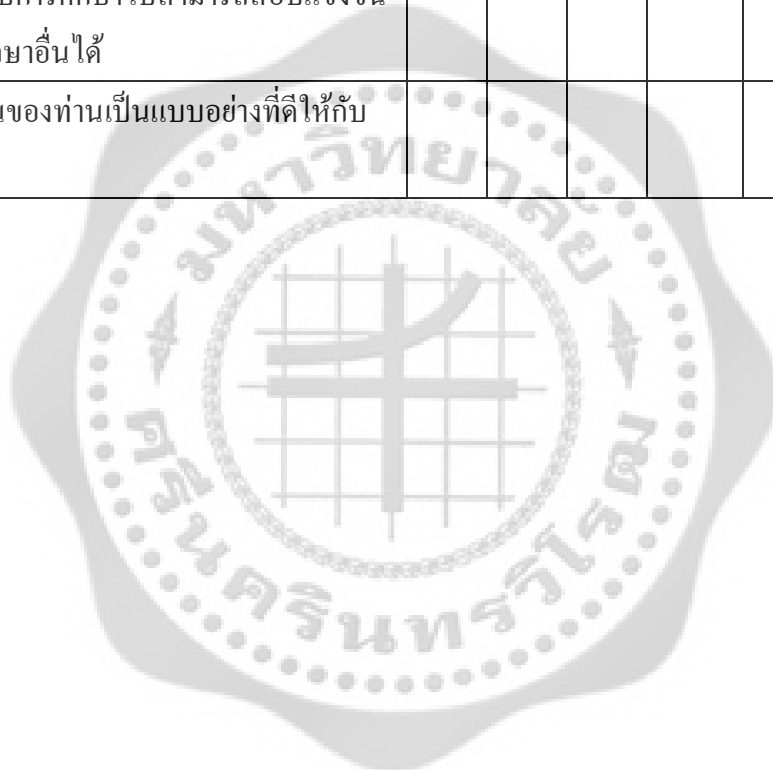 ษาอื่นได้
นของท่านเป็นแบบอย่างที่ดีให้กับ
มหาวิทยาลัย
ศรีนครินทรวิโรฒ